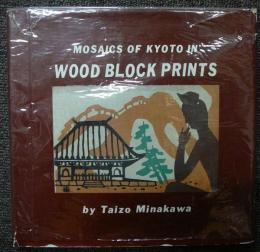 MOSAICS OF KYOTO IN
WOOD BLOCK PRINTS
by Taizo Minakawa